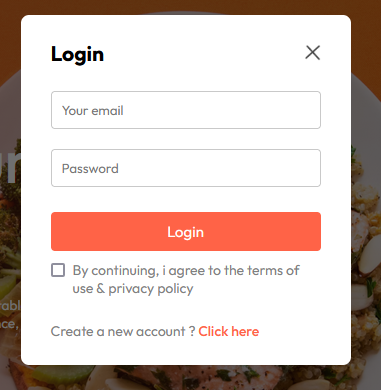 Login
Your email
Password
Login
By continuing, i agree to the terms of
use & privacy policy
Create a new account ? Click here